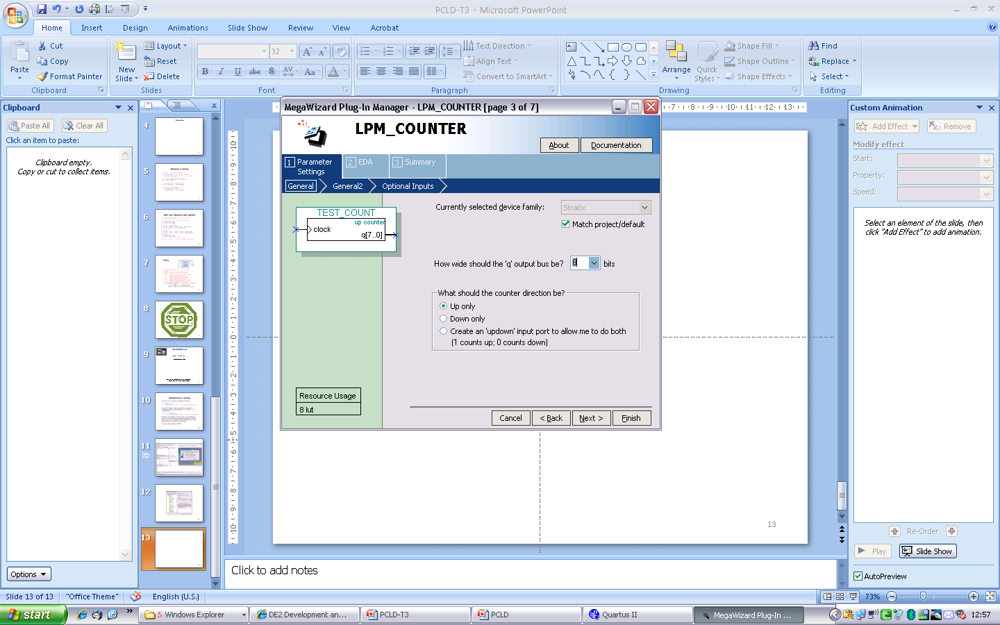 PCLD-T3 - Microsoft PowerPoint
Home Insert Design Animations Slide Show Review View Acrobat
Paste
Cut
Copy
Format Painter
Clipboard
New Slide
Layout
Reset
Delete
Slides
32
B I U abc S AV Aa A
Font
Text Direction
Align Text
Convert to SmartArt
Paragraph
Arrange
Quick Styles
Shape Fill
Shape Outline
Shape Effects
Drawing
Find
Replace
Select
Editing
Clipboard
Paste All Clear All
Click an item to paste:
Clipboard empty.
Copy or cut to collect items.
Options
4
5
Memories in Verilog
6
7
8
STOP
9
10
Multiplication in Verilog
11
12
13
MegaWizard Plug-In Manager - LPM_COUNTER [page 3 of 7]
LPM_COUNTER
About Documentation
1 Parameter Settings
2 EDA
3 Summary
General General2 Optional Inputs
TEST_COUNT
up counter
clock
q[7..0]
Currently selected device family: Stratix
Match project/default
How wide should the 'q' output bus be? 8 bits
What should the counter direction be?
Up only
Down only
Create an 'updown' input port to allow me to do both
(1 counts up; 0 counts down)
Resource Usage
8 lut
Cancel < Back Next > Finish
13
Click to add notes
Custom Animation
Add Effect Remove
Modify effect
Start:
Property:
Speed:
Select an element of the slide, then
click "Add Effect" to add animation.
Re-Order
Play Slide Show
AutoPreview
Slide 13 of 13 "Office Theme" English (U.S.) 73%
start
5 Windows Explorer
DE2 Development an...
PCLD-T3
PCLD
Quartus II
MegaWizard Plug-In ...
12:57